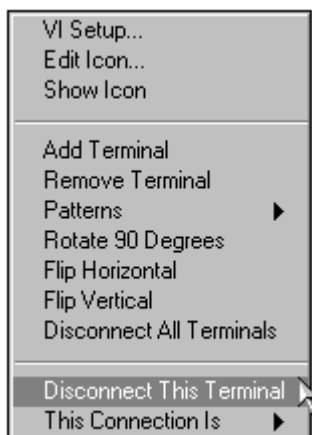 VI Setup...
Edit Icon...
Show Icon
Add Terminal
Remove Terminal
Patterns
Rotate 90 Degrees
Flip Horizontal
Flip Vertical
Disconnect All Terminals
Disconnect This Terminal
This Connection Is